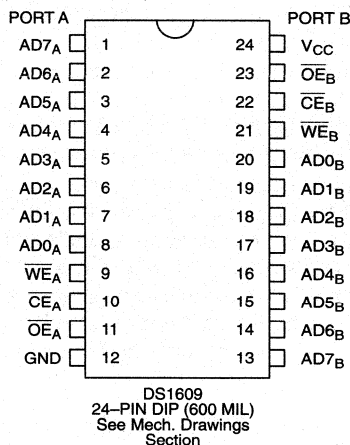 PORT A PORT B
AD7A 1 24 VCC
AD6A 2 23 OEB
AD5A 3 22 CEB
AD4A 4 21 WEB
AD3A 5 20 AD0B
AD2A 6 19 AD1B
AD1A 7 18 AD2B
AD0A 8 17 AD3B
WEA 9 16 AD4B
CEA 10 15 AD5B
OEA 11 14 AD6B
GND 12 13 AD7B
DS1609
24–PIN DIP (600 MIL)
See Mech. Drawings
Section